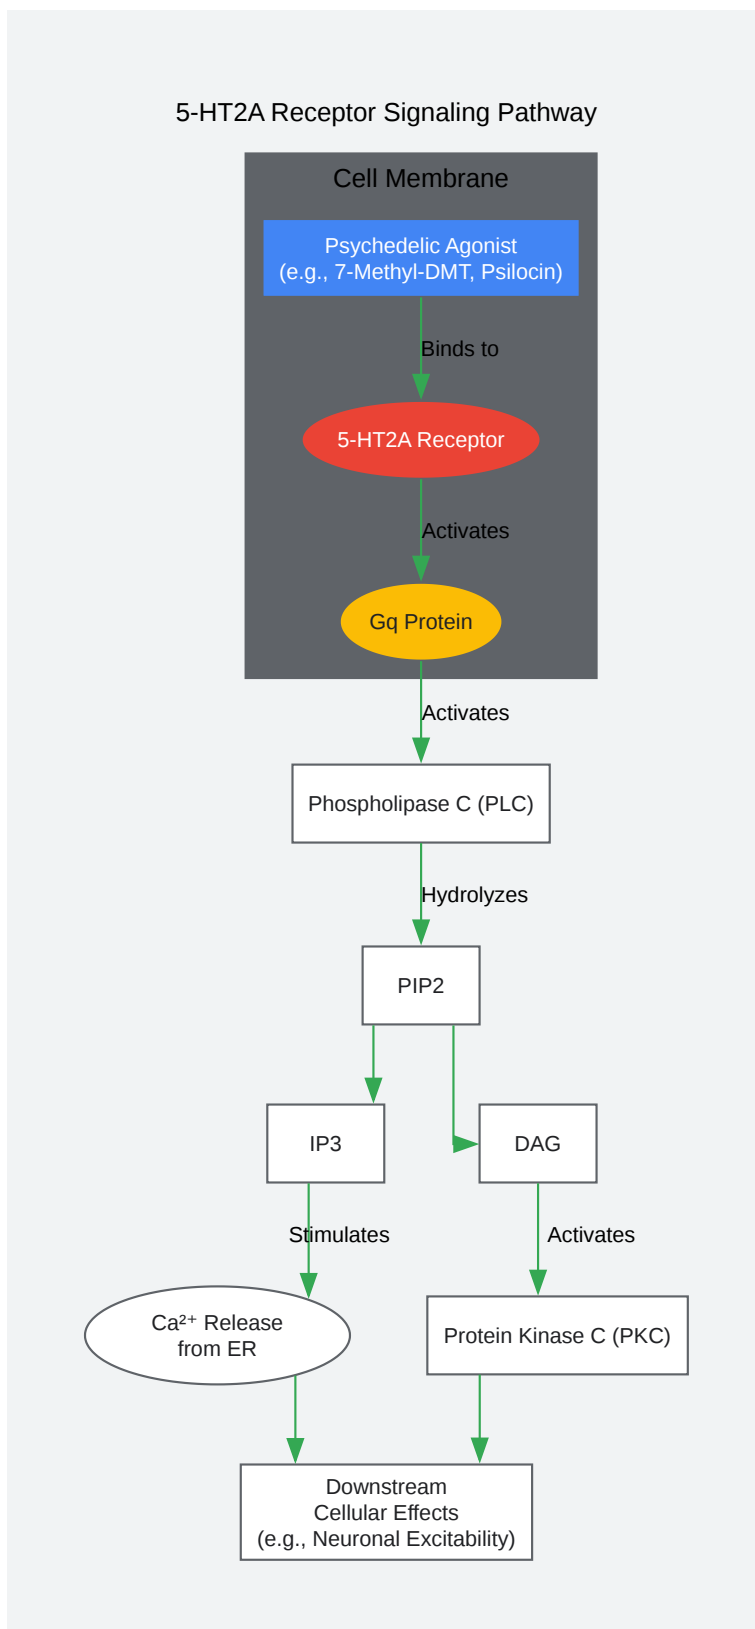 5-HT2A Receptor Signaling Pathway
Cell Membrane
Psychedelic Agonist
(e.g., 7-Methyl-DMT, Psilocin)
Binds to
5-HT2A Receptor
Activates
Gq Protein
Activates
Phospholipase C (PLC)
Hydrolyzes
PIP2
IP3
DAG
Stimulates
Activates
Ca²⁺ Release
from ER
Protein Kinase C (PKC)
Downstream
Cellular Effects
(e.g., Neuronal Excitability)